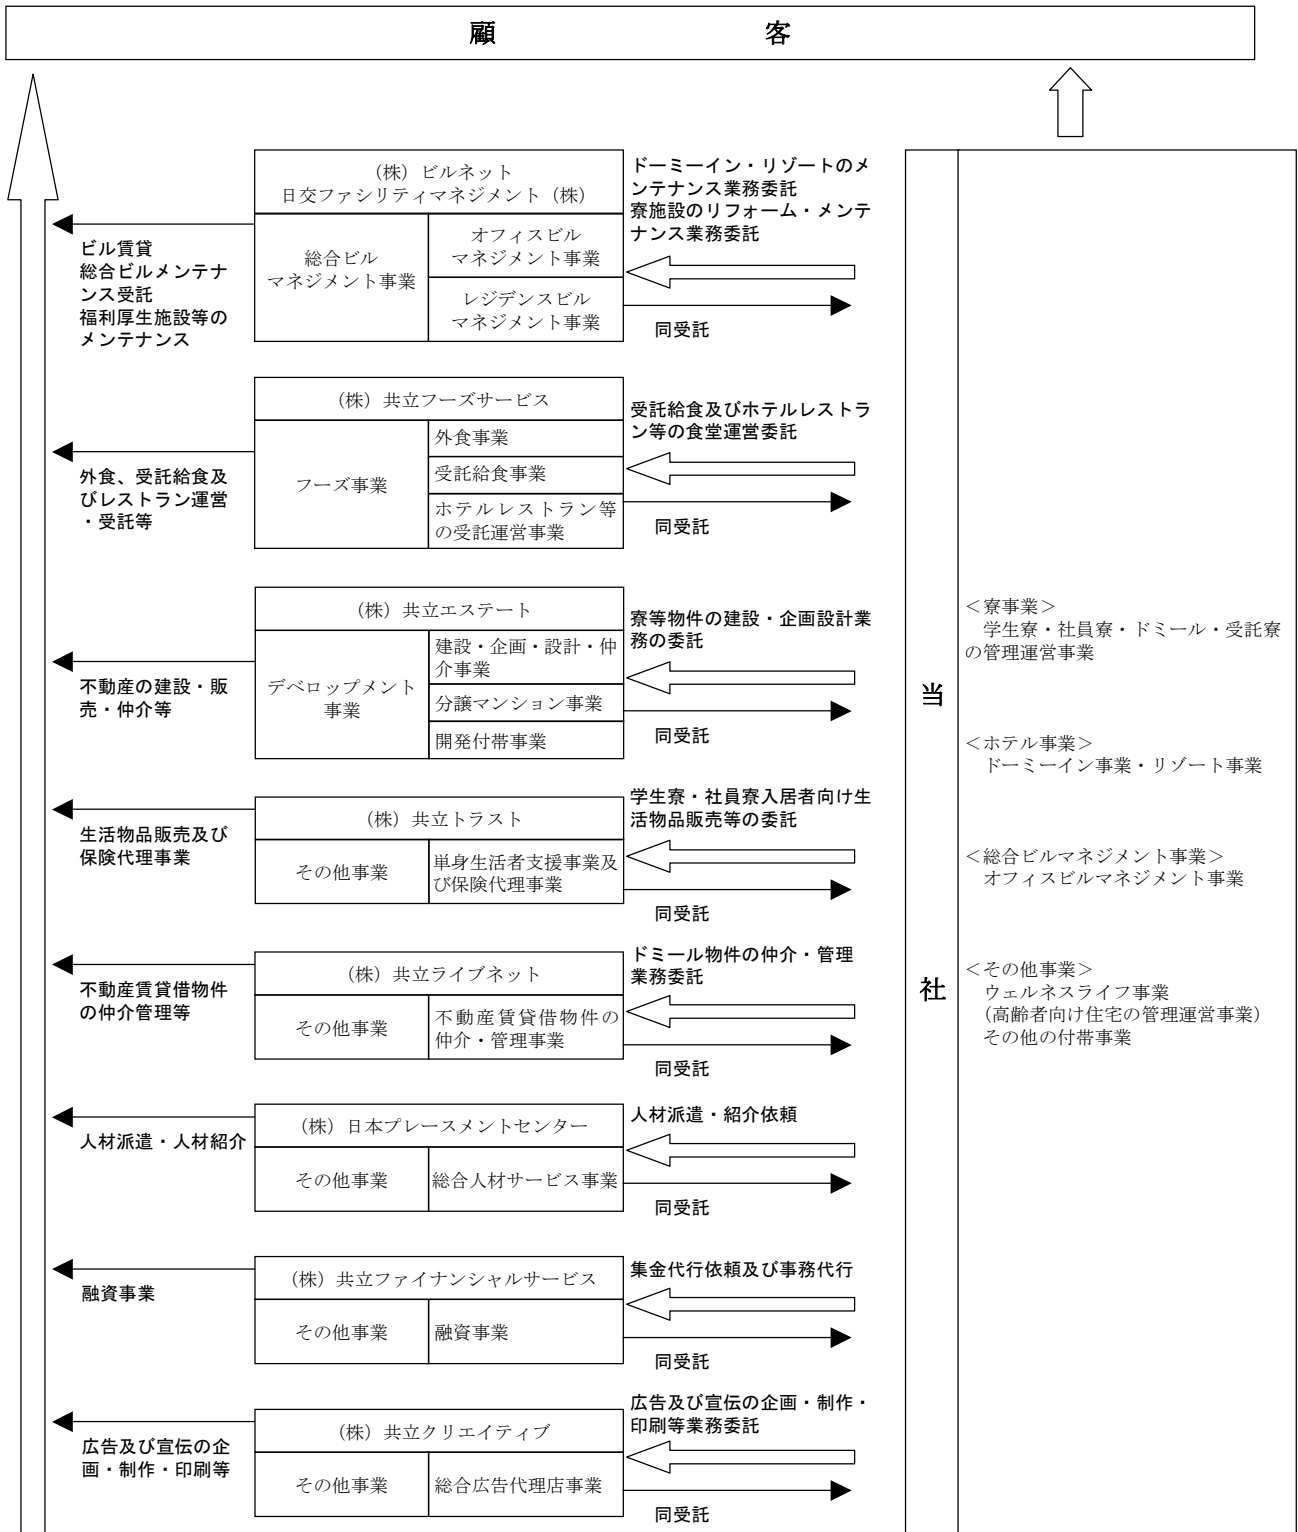 顧客
(株) ビルネット
日交ファシリティマネジメント (株)
総合ビル
マネジメント事業
オフィスビル
マネジメント事業
レジデンスビル
マネジメント事業
ビル賃貸
総合ビルメンテナ
ンス受託
福利厚生施設等の
メンテナンス
ドーミーイン・リゾートのメ
ンテナンス業務委託
寮施設のリフォーム・メンテ
ナンス業務委託
同受託
(株) 共立フーズサービス
フーズ事業
外食事業
受託給食事業
ホテルレストラン等
の受託運営事業
外食、受託給食及
びレストラン運営
・受託等
受託給食及びホテルレストラ
ン等の食堂運営委託
同受託
(株) 共立エステート
デベロップメント
事業
建設・企画・設計・仲
介事業
分譲マンション事業
開発付帯事業
不動産の建設・販
売・仲介等
寮等物件の建設・企画設計業
務の委託
同受託
(株) 共立トラスト
その他事業
単身生活者支援事業及
び保険代理事業
生活物品販売及び
保険代理事業
学生寮・社員寮入居者向け生
活物品販売等の委託
同受託
(株) 共立ライブネット
その他事業
不動産賃貸借物件の
仲介・管理事業
不動産賃貸借物件
の仲介管理等
ドミール物件の仲介・管理
業務委託
同受託
(株) 日本プレースメントセンター
その他事業
総合人材サービス事業
人材派遣・人材紹介
人材派遣・紹介依頼
同受託
(株) 共立ファイナンシャルサービス
その他事業
融資事業
融資事業
集金代行依頼及び事務代行
同受託
(株) 共立クリエイティブ
その他事業
総合広告代理店事業
広告及び宣伝の企
画・制作・印刷等
広告及び宣伝の企画・制作・
印刷等業務委託
同受託
当社
＜寮事業＞
学生寮・社員寮・ドミール・受託寮
の管理運営事業
＜ホテル事業＞
ドーミーイン事業・リゾート事業
＜総合ビルマネジメント事業＞
オフィスビルマネジメント事業
＜その他事業＞
ウェルネスライフ事業
(高齢者向け住宅の管理運営事業)
その他の付帯事業